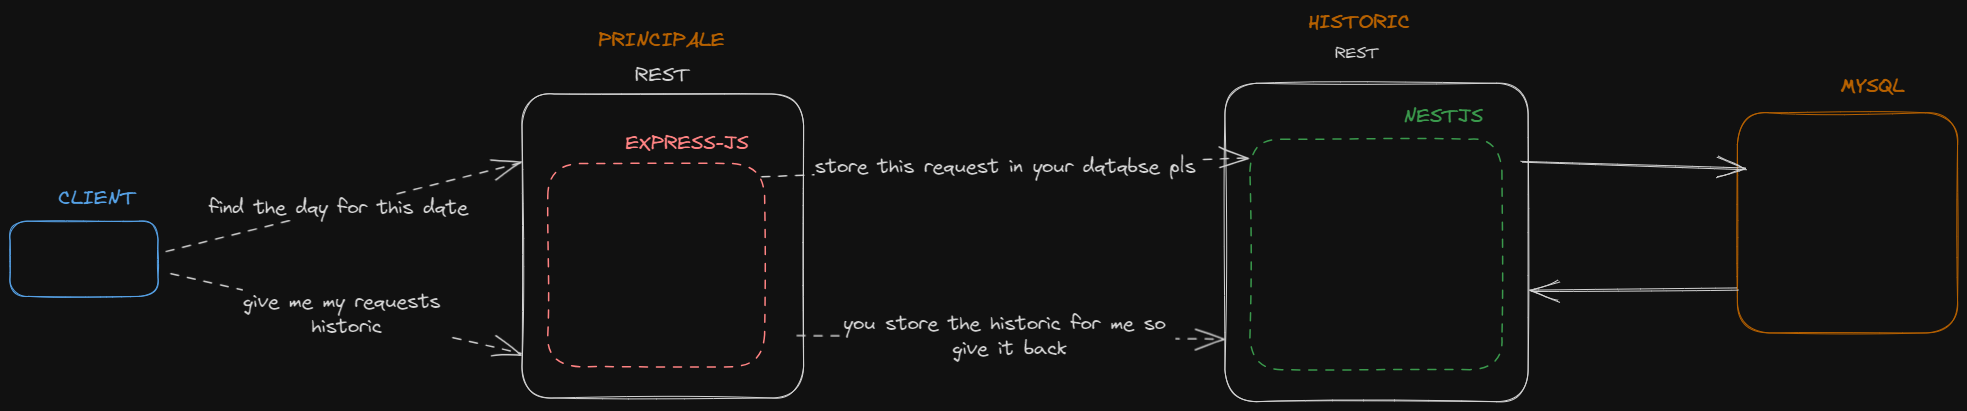 HISTORIC
PRINCIPALE
REST
REST
MYSQL
NESTJS
EXPRESS-JS
store this request in your databse pls
CLIENT
find the day for this date
give me my requests
historic
you store the historic for me so
give it back